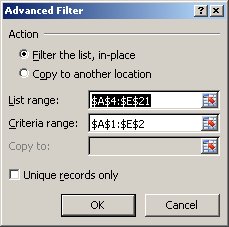 Advanced Filter
Action
Filter the list, in-place
Copy to another location
List range: $A$4:$E$21
Criteria range: $A$1:$E$2
Copy to:
Unique records only
OK Cancel